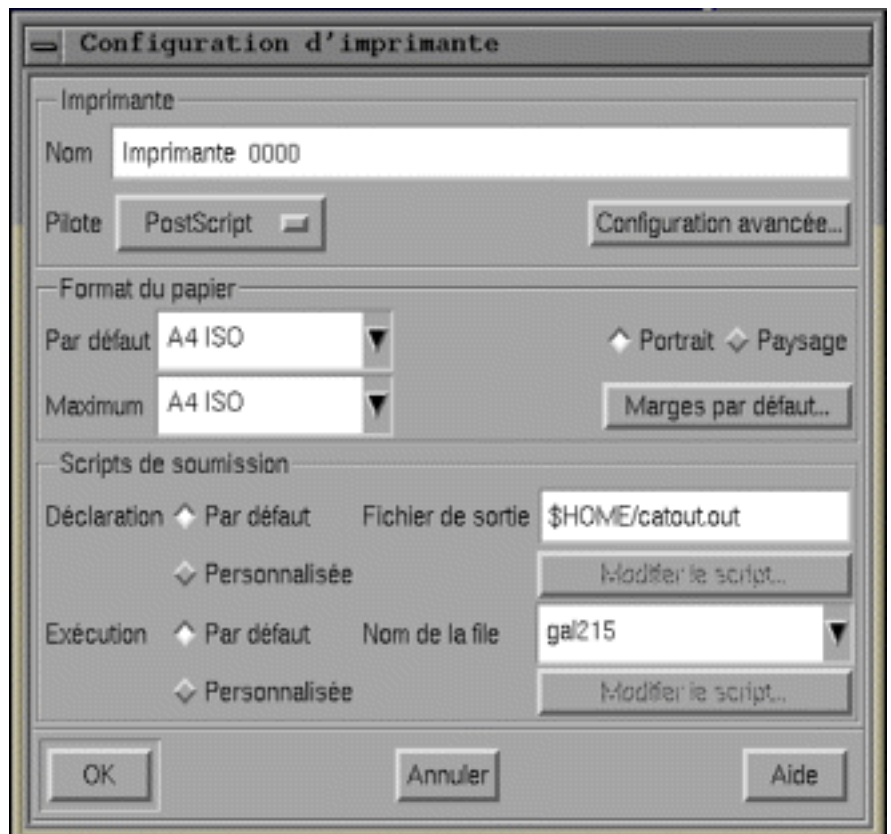 Configuration d'imprimante
Imprimante
Nom Imprimante 0000
Pilote PostScript Configuration avancée...
Format du papier
Par défaut A4 ISO Portrait Paysage
Maximum A4 ISO Marges par défaut...
Scripts de soumission
Déclaration Par défaut Fichier de sortie $HOME/catout.out
Personnalisée Modifier le script...
Exécution Par défaut Nom de la file gal215
Personnalisée Modifier le script...
OK Annuler Aide